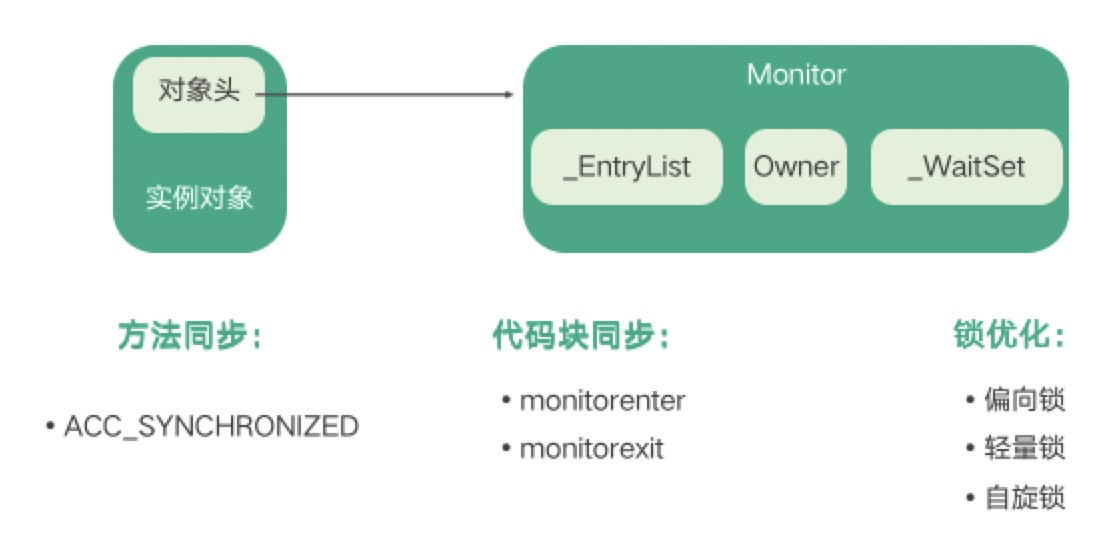 对象头
实例对象
Monitor
_EntryList
Owner
_WaitSet
方法同步：
• ACC_SYNCHRONIZED
代码块同步：
• monitorenter
• monitorexit
锁优化：
• 偏向锁
• 轻量锁
• 自旋锁